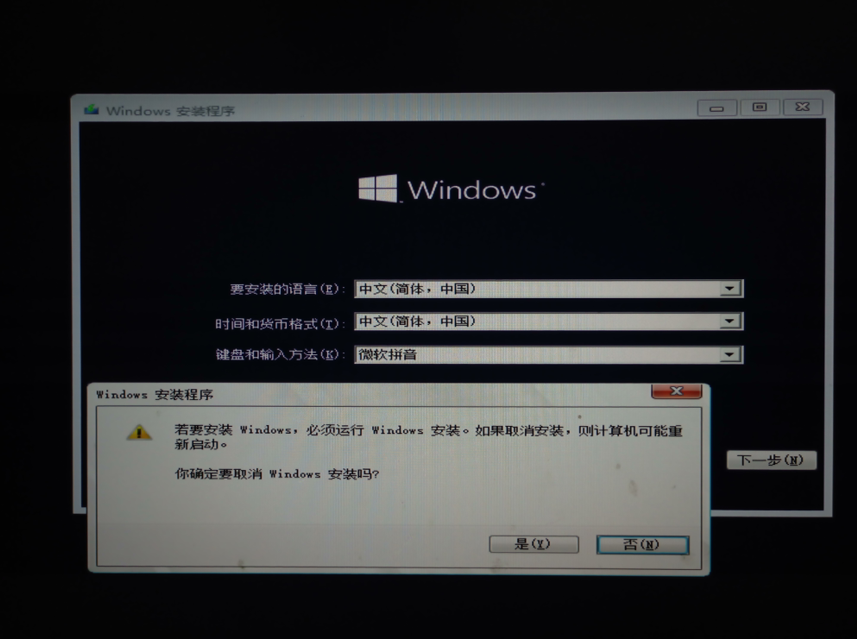 Windows 安装程序
Windows
要安装的语言(E): 中文(简体，中国)
时间和货币格式(T): 中文(简体，中国)
键盘和输入方法(K): 微软拼音
Windows 安装程序
若要安装 Windows，必须运行 Windows 安装。如果取消安装，则计算机可能重
新启动。
你确定要取消 Windows 安装吗?
下一步(N)
是(Y) 否(N)